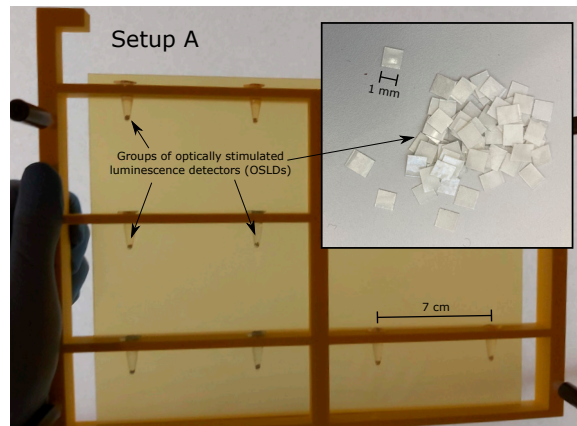 Setup A
1 mm
Groups of optically stimulated
luminescence detectors (OSLDs)
7 cm